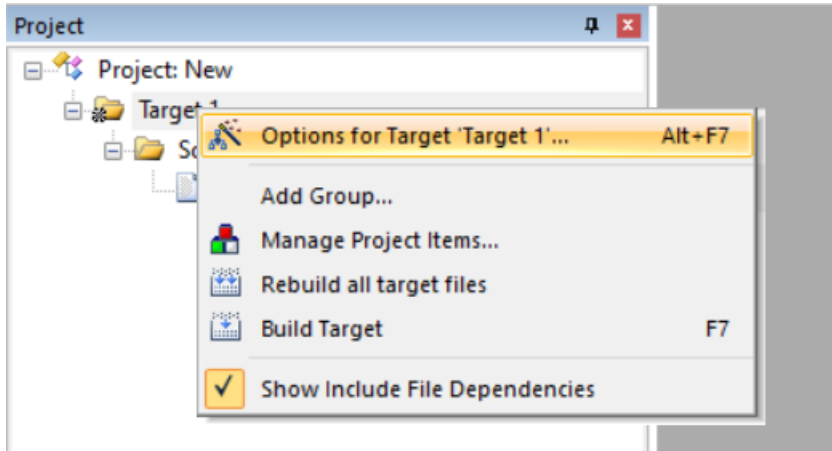 Project
Project: New
Target 1
Options for Target 'Target 1'... Alt+F7
Add Group...
Manage Project Items...
Rebuild all target files
Build Target F7
Show Include File Dependencies